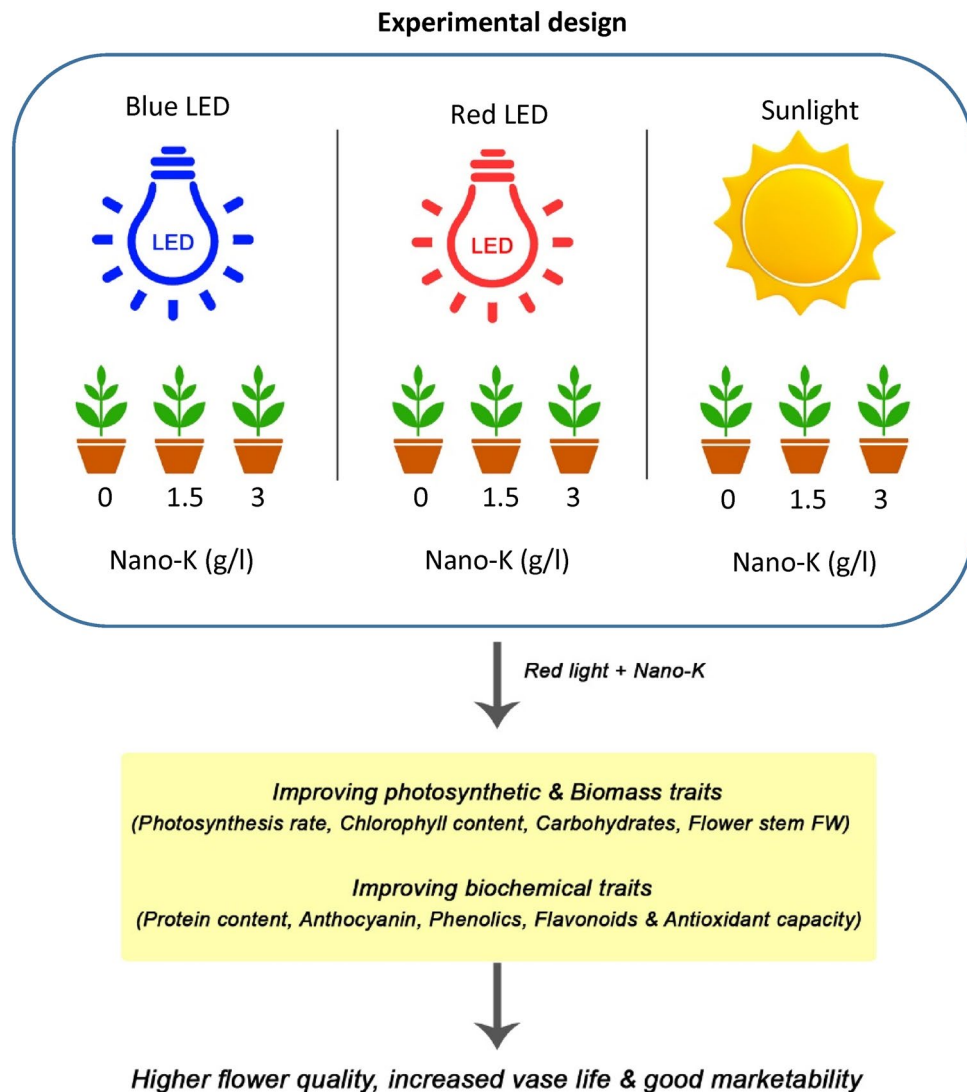 Experimental design
Blue LED
Red LED
Sunlight
LED
LED
0 1.5 3
0 1.5 3
0 1.5 3
Nano-K (g/l)
Nano-K (g/l)
Nano-K (g/l)
Red light + Nano-K
Improving photosynthetic & Biomass traits
(Photosynthesis rate, Chlorophyll content, Carbohydrates, Flower stem FW)
Improving biochemical traits
(Protein content, Anthocyanin, Phenolics, Flavonoids & Antioxidant capacity)
Higher flower quality, increased vase life & good marketability